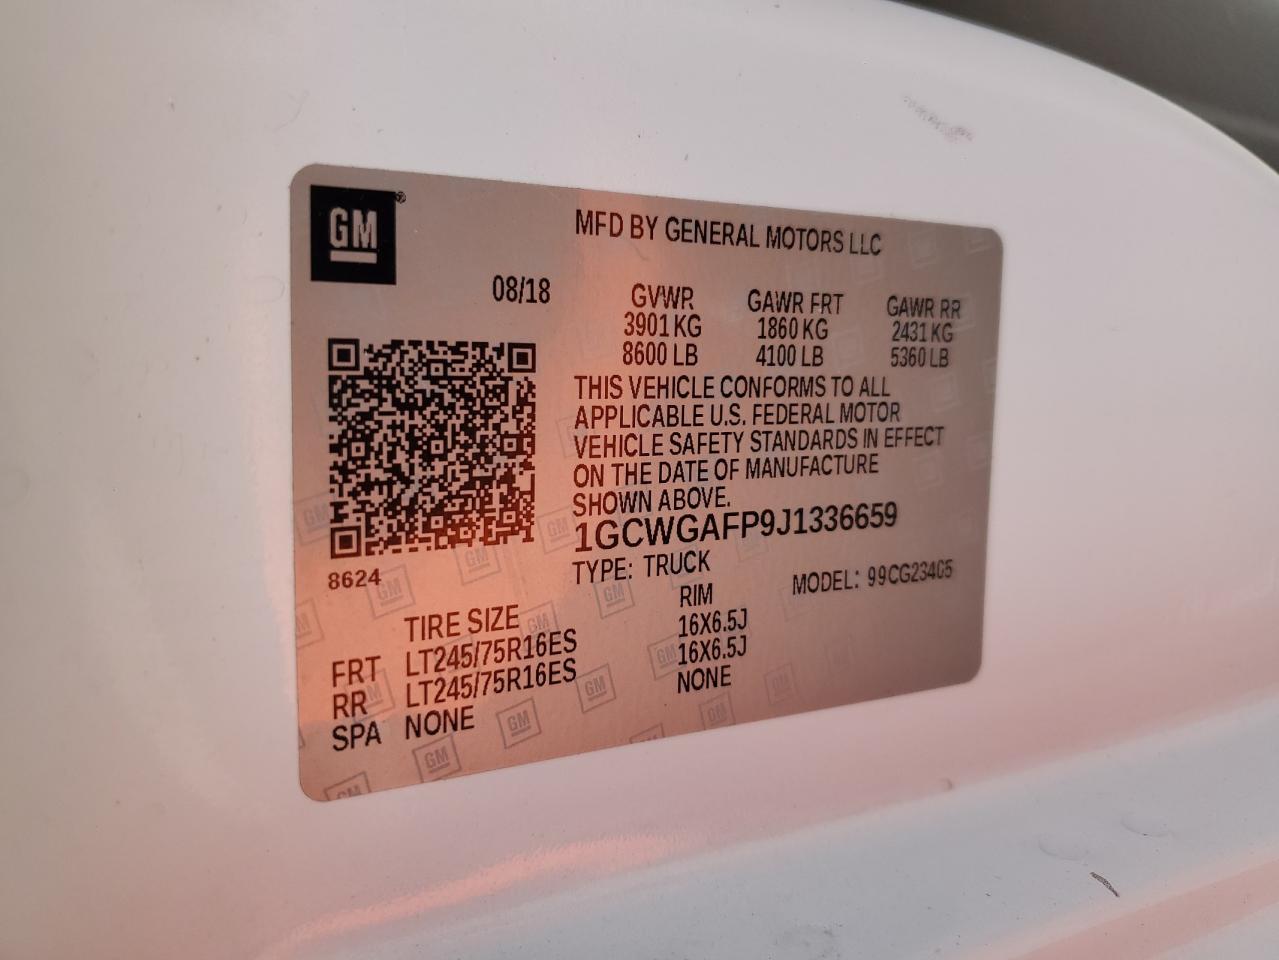 GM
MFD BY GENERAL MOTORS LLC
08/18
GVWR GAWR FRT GAWR RR
3901 KG 1860 KG 2431 KG
8600 LB 4100 LB 5360 LB
THIS VEHICLE CONFORMS TO ALL
APPLICABLE U.S. FEDERAL MOTOR
VEHICLE SAFETY STANDARDS IN EFFECT
ON THE DATE OF MANUFACTURE
SHOWN ABOVE.
1GCWGAFP9J1336659
8624
TYPE: TRUCK MODEL: 99CG23405
TIRE SIZE RIM
FRT LT245/75R16ES 16X6.5J
RR LT245/75R16ES 16X6.5J
SPA NONE NONE